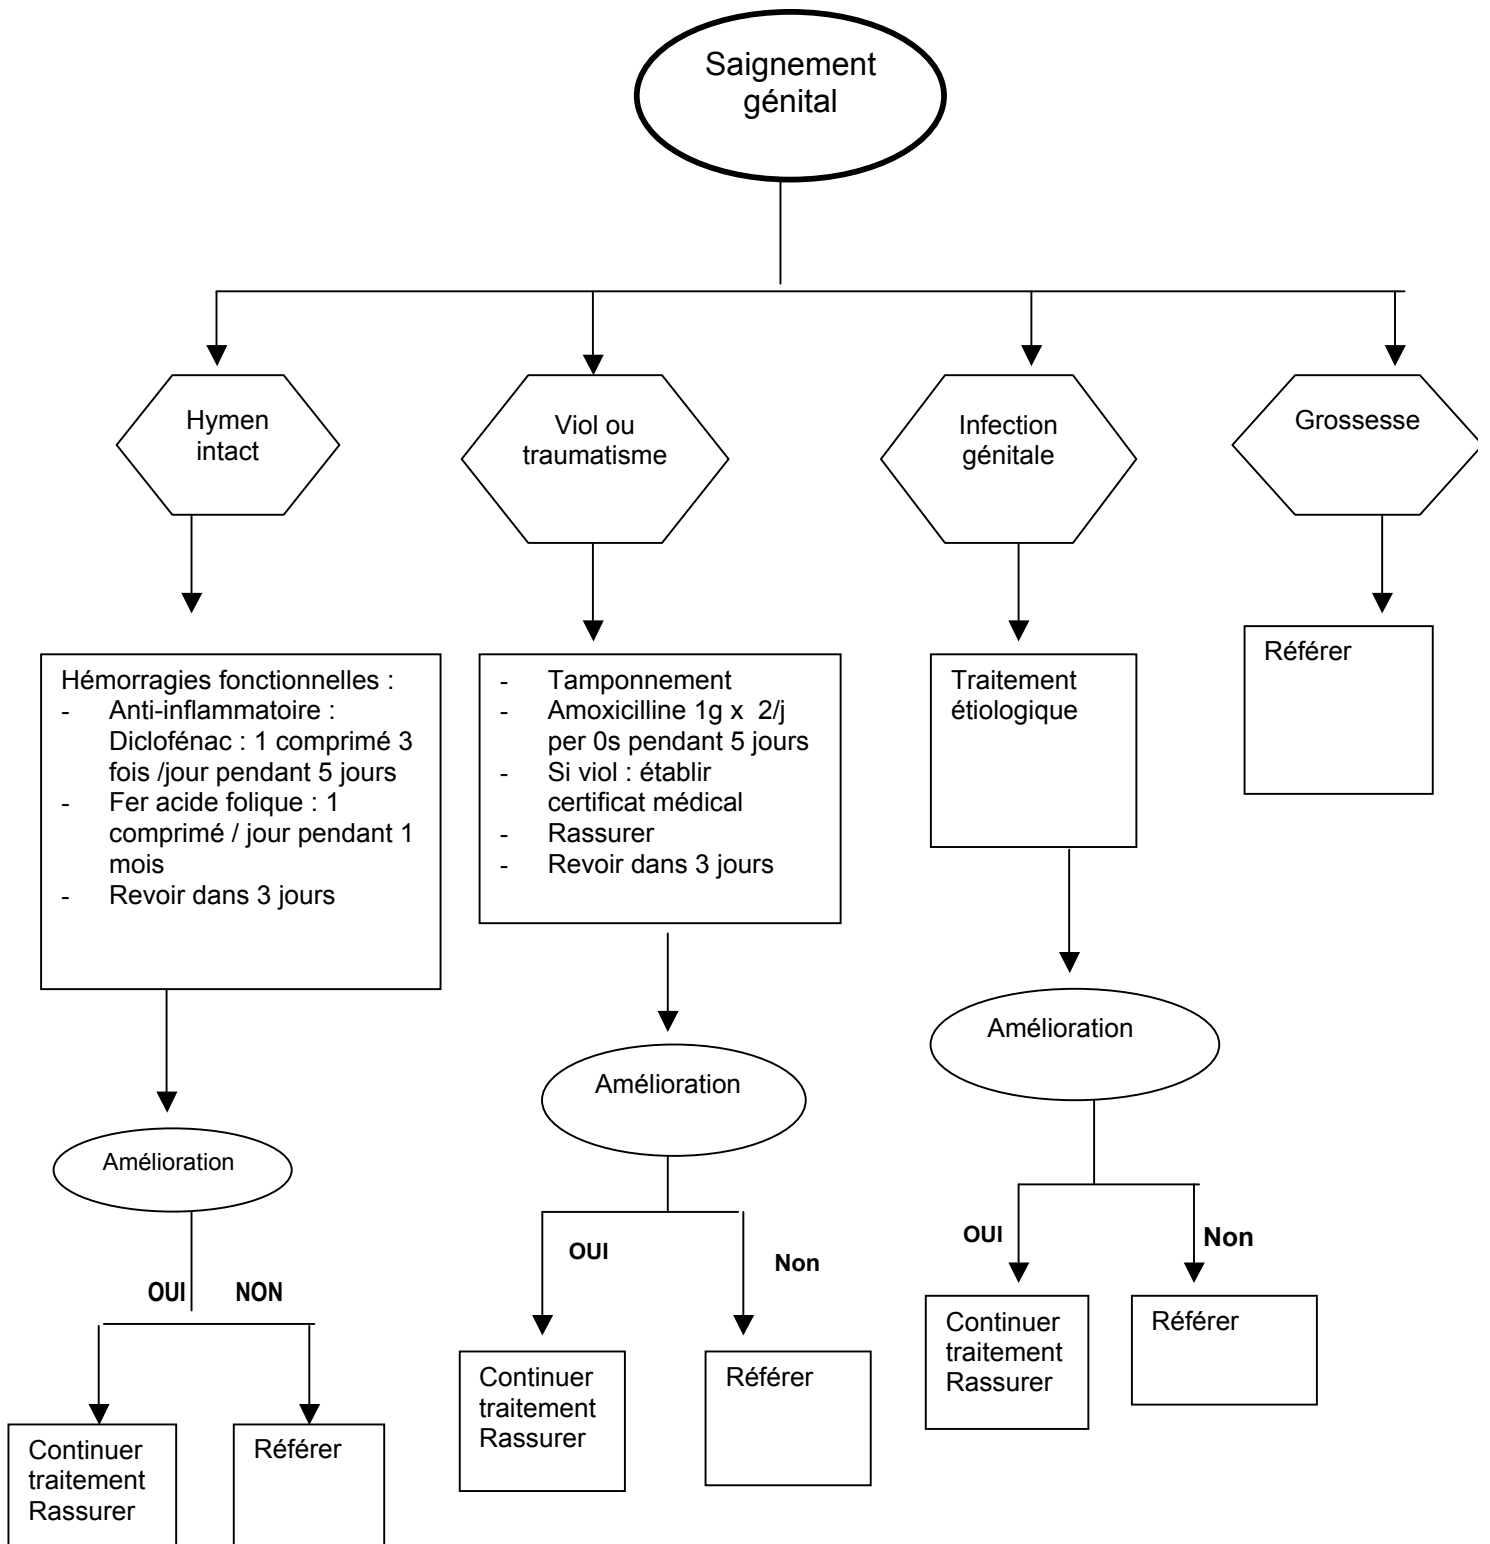 Saignement
génital
Hymen
intact
Viol ou
traumatisme
Infection
génitale
Grossesse
Hémorragies fonctionnelles :
- Anti-inflammatoire :
Diclofénac : 1 comprimé 3
fois /jour pendant 5 jours
- Fer acide folique : 1
comprimé / jour pendant 1
mois
- Revoir dans 3 jours
- Tamponnement
- Amoxicilline 1g x 2/j
per 0s pendant 5 jours
- Si viol : établir
certificat médical
- Rassurer
- Revoir dans 3 jours
Traitement
étiologique
Référer
Amélioration
Amélioration
Amélioration
OUI NON
OUI
Non
OUI
Non
Continuer
traitement
Rassurer
Référer
Continuer
traitement
Rassurer
Référer
Continuer
traitement
Rassurer
Référer